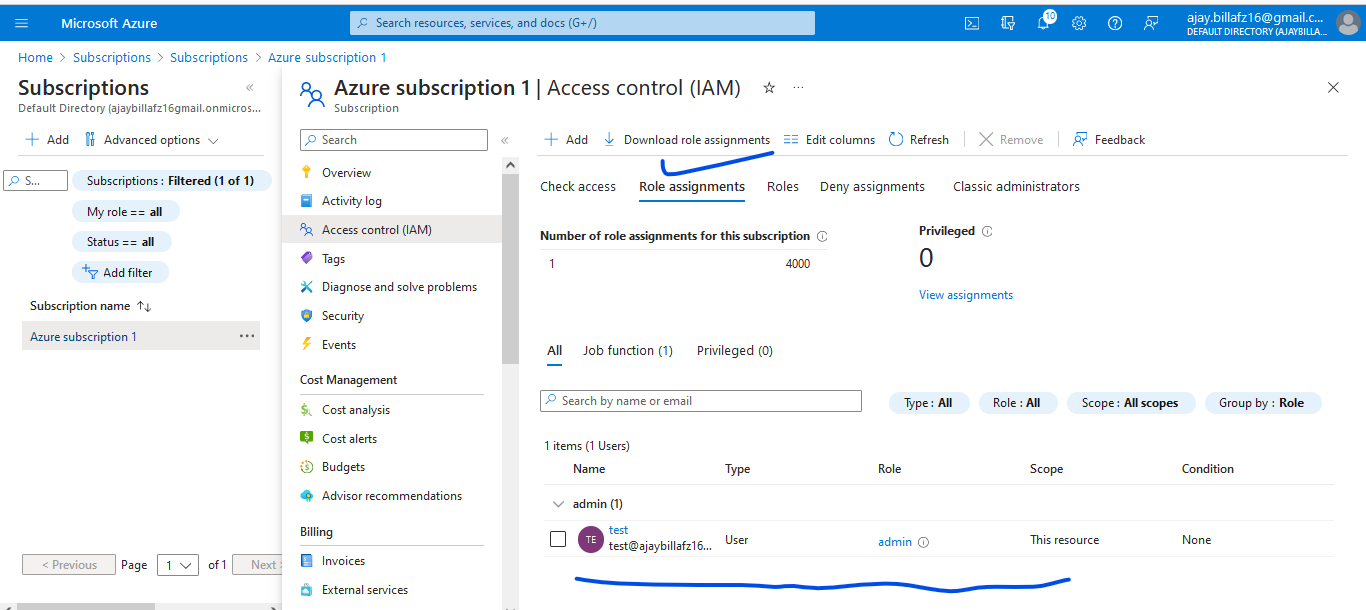 Microsoft Azure
Search resources, services, and docs (G+/)
10
ajay.billafz16@gmail.c...
DEFAULT DIRECTORY (AJAYBILLA...
Home > Subscriptions > Subscriptions > Azure subscription 1
Subscriptions
«
Default Directory (ajaybillafz16gmail.onmicros...
+ Add
Advanced options
S...
Subscriptions : Filtered (1 of 1)
My role == all
Status == all
Add filter
Subscription name ↑↓
Azure subscription 1
...
< Previous
Page
1
of 1
Next >
Azure subscription 1 | Access control (IAM)
...
Subscription
Search
«
Overview
Activity log
Access control (IAM)
Tags
Diagnose and solve problems
Security
Events
Cost Management
Cost analysis
Cost alerts
Budgets
Advisor recommendations
Billing
Invoices
External services
+ Add
Download role assignments
Edit columns
Refresh
Remove
Feedback
Check access
Role assignments
Roles
Deny assignments
Classic administrators
Number of role assignments for this subscription
1
4000
Privileged
0
View assignments
All
Job function (1)
Privileged (0)
Search by name or email
Type : All
Role : All
Scope : All scopes
Group by : Role
1 items (1 Users)
Name Type Role Scope Condition
admin (1)
TE
test
test@ajaybillafz16...
User
admin
This resource
None